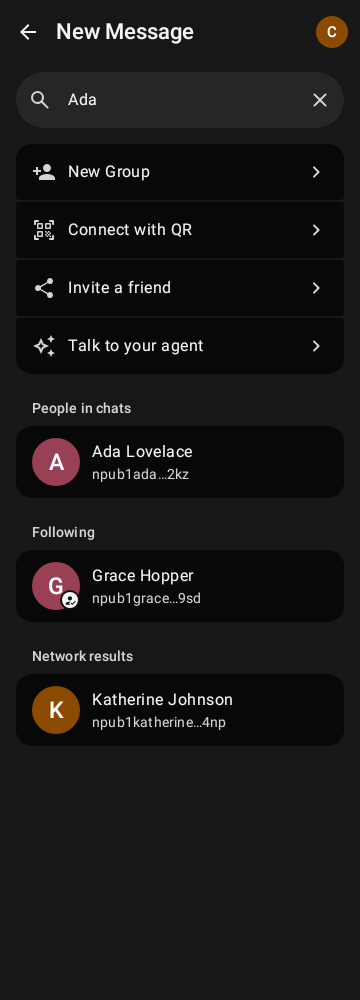 New Message
C
Ada
New Group
Connect with QR
Invite a friend
Talk to your agent
People in chats
A
Ada Lovelace
npub1ada…2kz
Following
G
Grace Hopper
npub1grace…9sd
Network results
K
Katherine Johnson
npub1katherine…4np